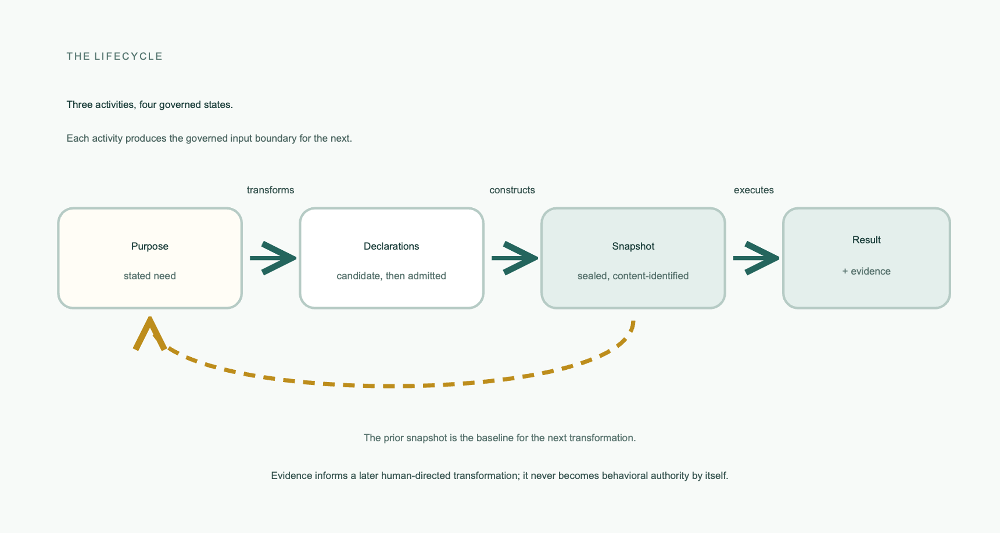 THE LIFECYCLE
Three activities, four governed states.
Each activity produces the governed input boundary for the next.
transforms
constructs
executes
Purpose
stated need
Declarations
candidate, then admitted
Snapshot
sealed, content-identified
Result
+ evidence
The prior snapshot is the baseline for the next transformation.
Evidence informs a later human-directed transformation; it never becomes behavioral authority by itself.